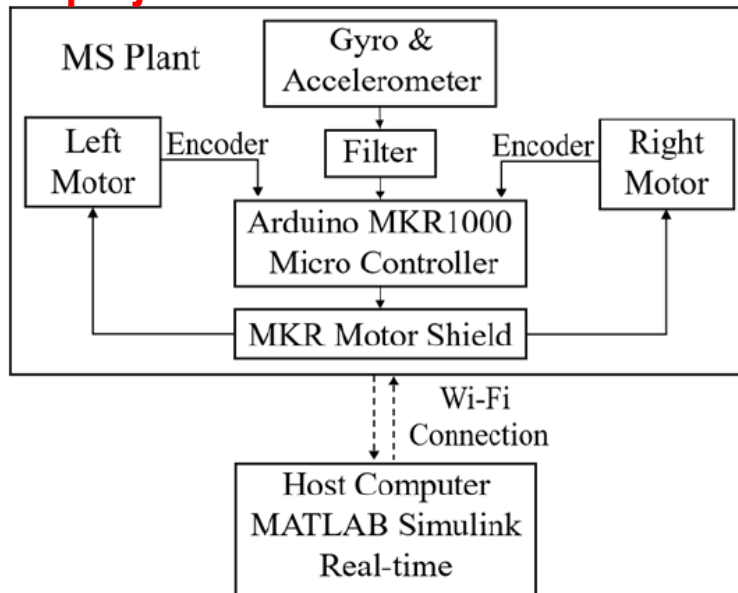 MS Plant
Gyro &
Accelerometer
Left
Motor
Encoder
Filter
Encoder
Right
Motor
Arduino MKR1000
Micro Controller
MKR Motor Shield
Wi-Fi
Connection
Host Computer
MATLAB Simulink
Real-time